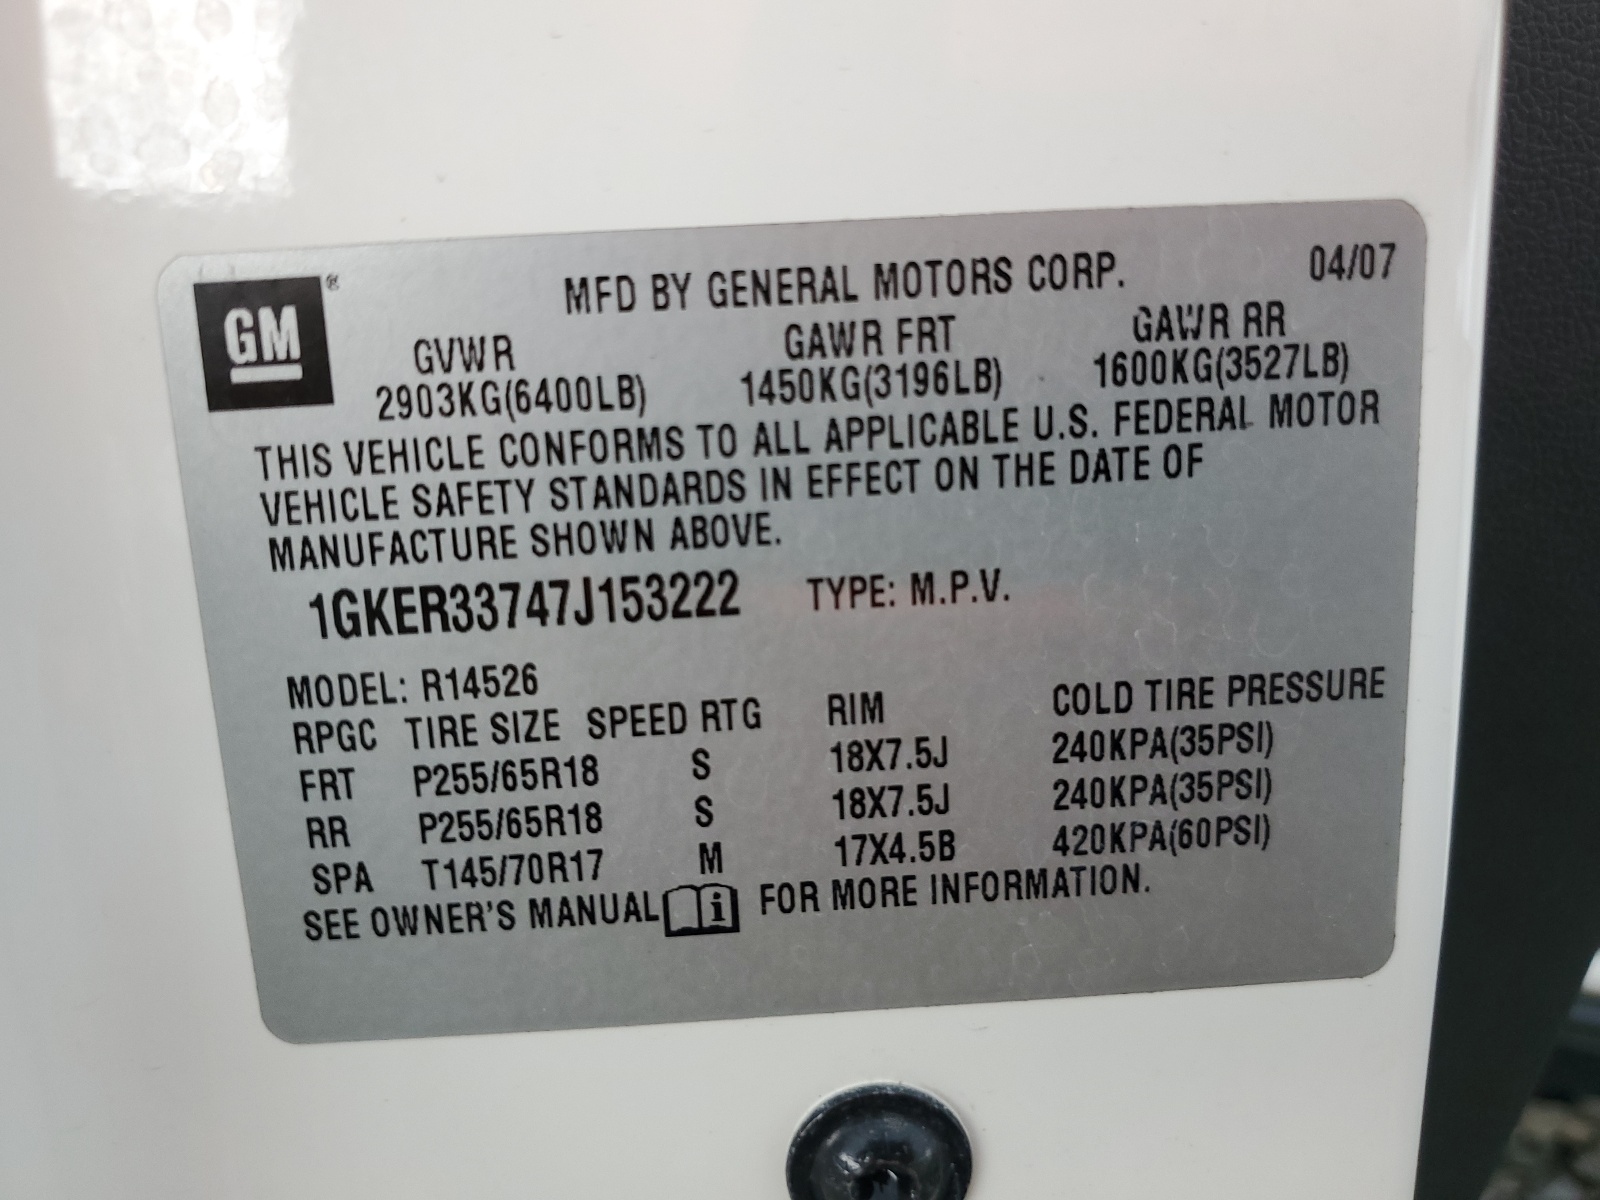 GM ®
MFD BY GENERAL MOTORS CORP. 04/07
GVWR GAWR FRT GAWR RR
2903KG(6400LB) 1450KG(3196LB) 1600KG(3527LB)
THIS VEHICLE CONFORMS TO ALL APPLICABLE U.S. FEDERAL MOTOR
VEHICLE SAFETY STANDARDS IN EFFECT ON THE DATE OF
MANUFACTURE SHOWN ABOVE.
1GKER33747J153222 TYPE: M.P.V.
MODEL: R14526
RPGC TIRE SIZE SPEED RTG RIM COLD TIRE PRESSURE
FRT P255/65R18 S 18X7.5J 240KPA(35PSI)
RR P255/65R18 S 18X7.5J 240KPA(35PSI)
SPA T145/70R17 M 17X4.5B 420KPA(60PSI)
SEE OWNER'S MANUAL i FOR MORE INFORMATION.